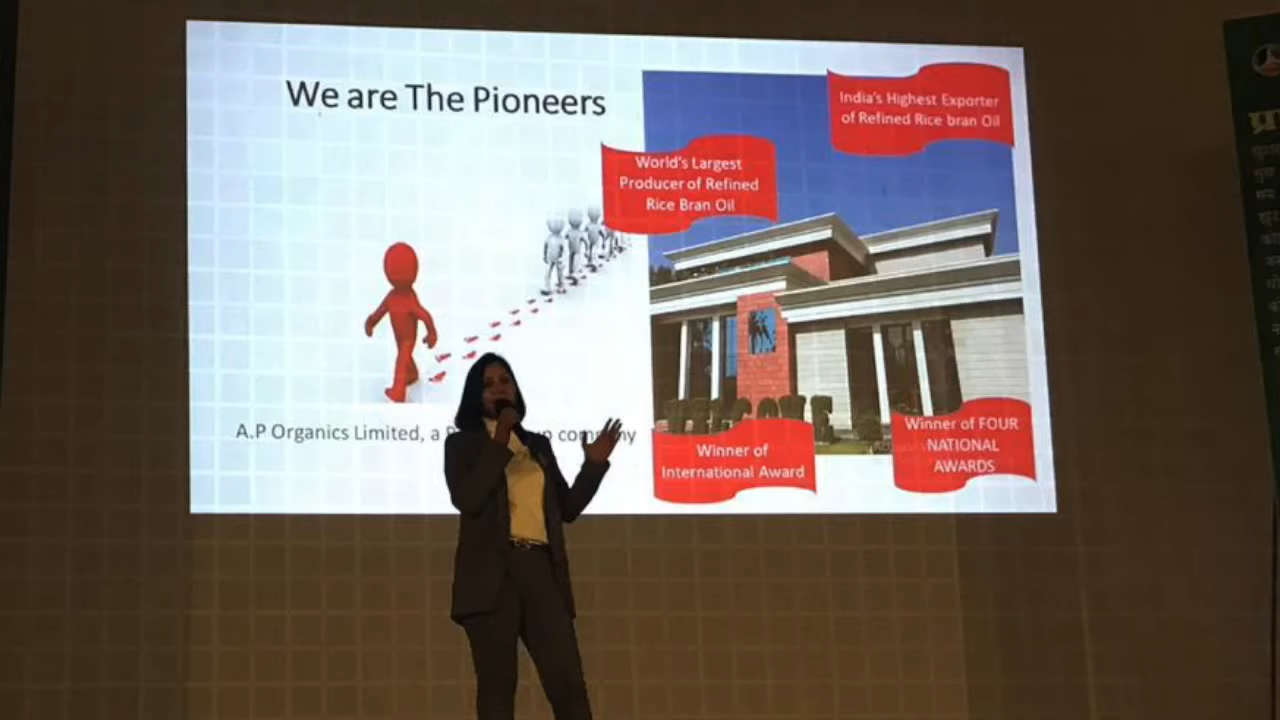 We are The Pioneers
India's Highest Exporter
of Refined Rice bran Oil
World's Largest
Producer of Refined
Rice Bran Oil
A.P Organics Limited, a
Winner of
International Award
Winner of FOUR
NATIONAL
AWARDS
प्र